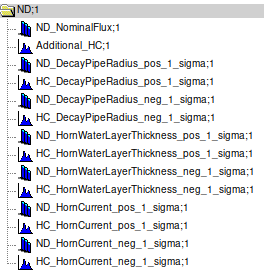 ND;1
ND_NominalFlux;1
Additional_HC;1
ND_DecayPipeRadius_pos_1_sigma;1
HC_DecayPipeRadius_pos_1_sigma;1
ND_DecayPipeRadius_neg_1_sigma;1
HC_DecayPipeRadius_neg_1_sigma;1
ND_HornWaterLayerThickness_pos_1_sigma;1
HC_HornWaterLayerThickness_pos_1_sigma;1
ND_HornWaterLayerThickness_neg_1_sigma;1
HC_HornWaterLayerThickness_neg_1_sigma;1
ND_HornCurrent_pos_1_sigma;1
HC_HornCurrent_pos_1_sigma;1
ND_HornCurrent_neg_1_sigma;1
HC_HornCurrent_neg_1_sigma;1